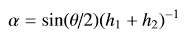 α = sin(θ/2)(h₁ + h₂)⁻¹